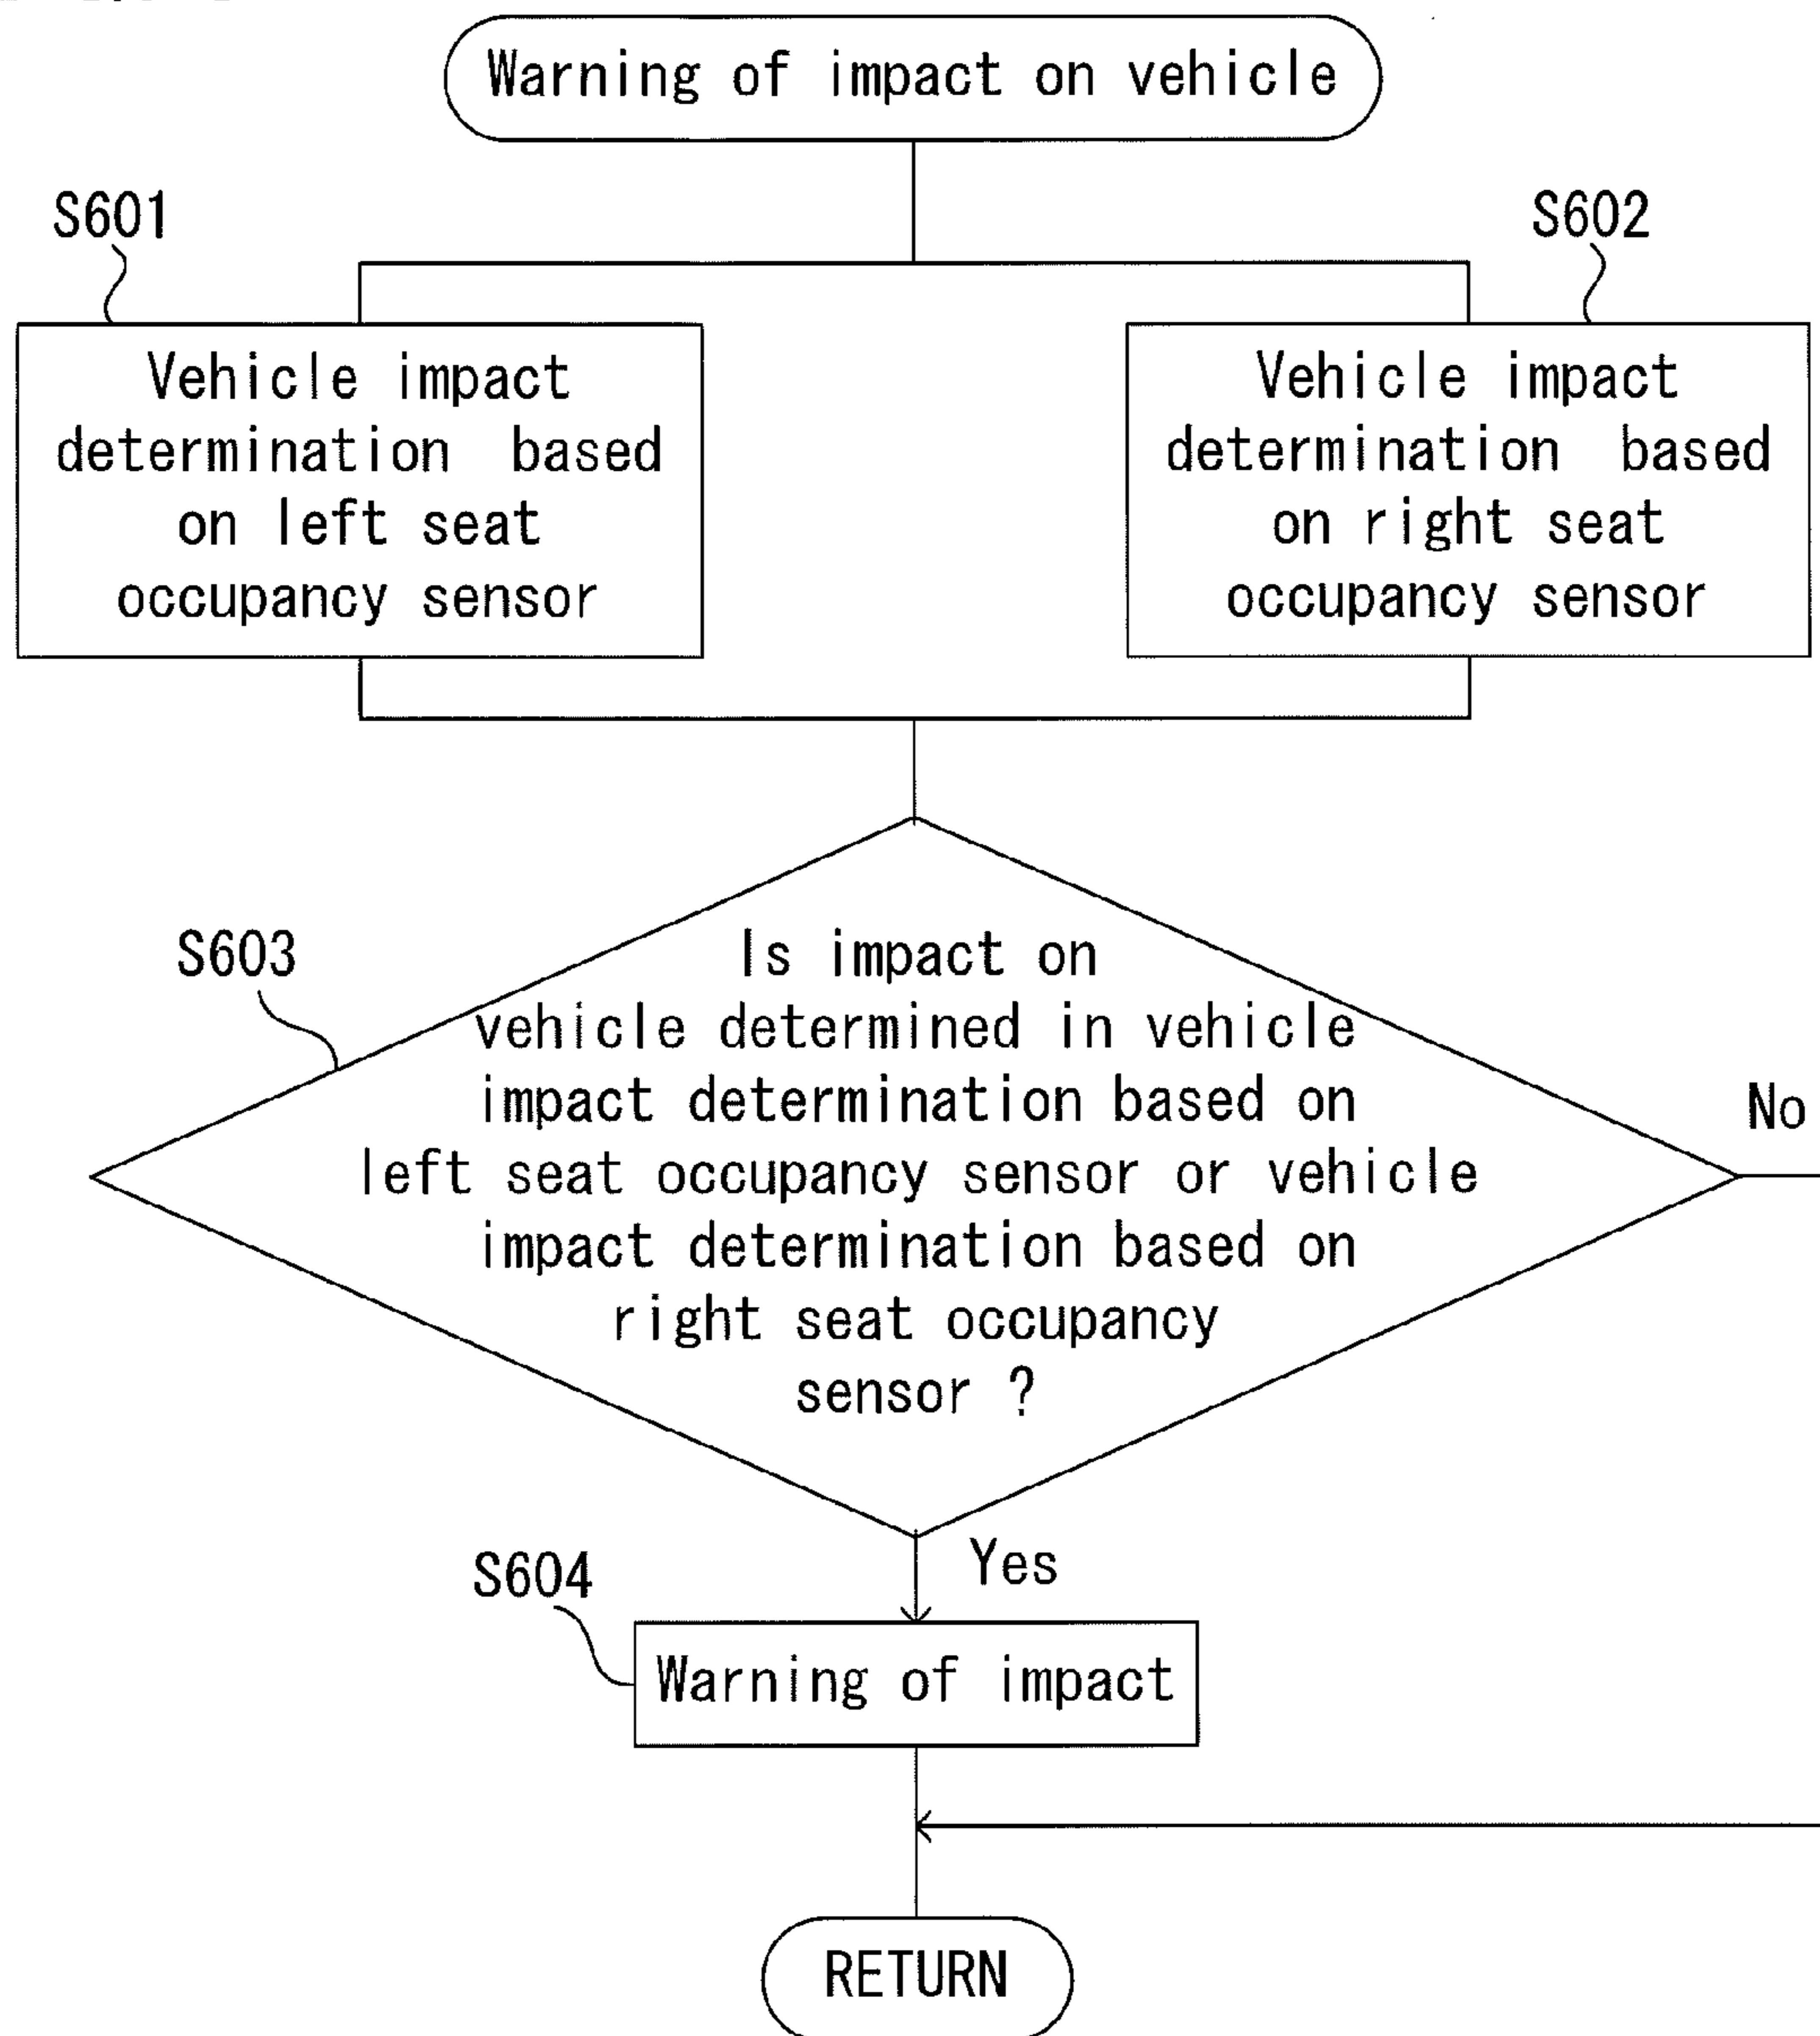 Warning of impact on vehicle
S601
S602
Vehicle impact
determination based
on left seat
occupancy sensor
Vehicle impact
determination based
on right seat
occupancy sensor
S603
Is impact on
vehicle determined in vehicle
impact determination based on
left seat occupancy sensor or vehicle
impact determination based on
right seat occupancy
sensor ?
No
Yes
S604
Warning of impact
RETURN